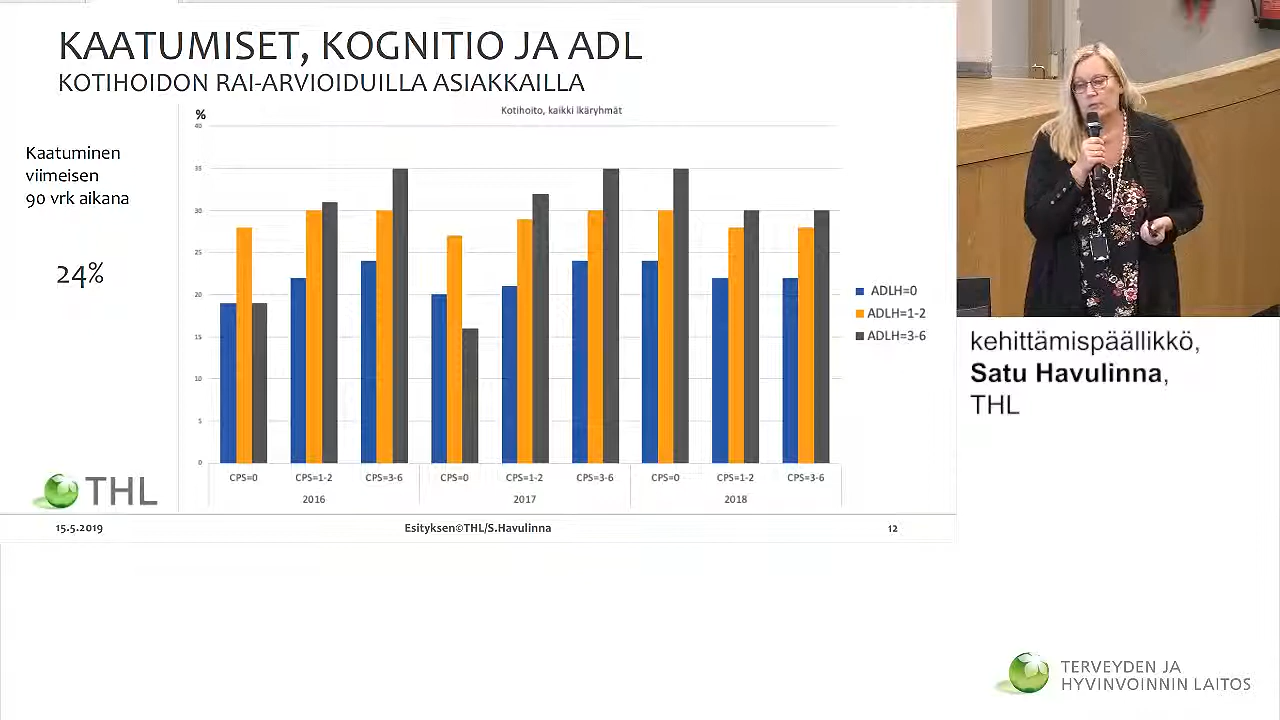 KAATUMISET, KOGNITIO JA ADL
KOTIHOIDON RAI-ARVIOIDUILLA ASIAKKAILLA
Kaatuminen
viimeisen
90 vrk aikana
24%
%
Kotihoito, kaikki ikäryhmät
40
35
30
25
20
15
10
5
0
CPS=0 CPS=1-2 CPS=3-6 CPS=0 CPS=1-2 CPS=3-6 CPS=0 CPS=1-2 CPS=3-6
2016 2017 2018
ADLH=0
ADLH=1-2
ADLH=3-6
THL
15.5.2019 Esityksen©THL/S.Havulinna 12
kehittämispäällikkö,
Satu Havulinna,
THL
TERVEYDEN JA
HYVINVOINNIN LAITOS